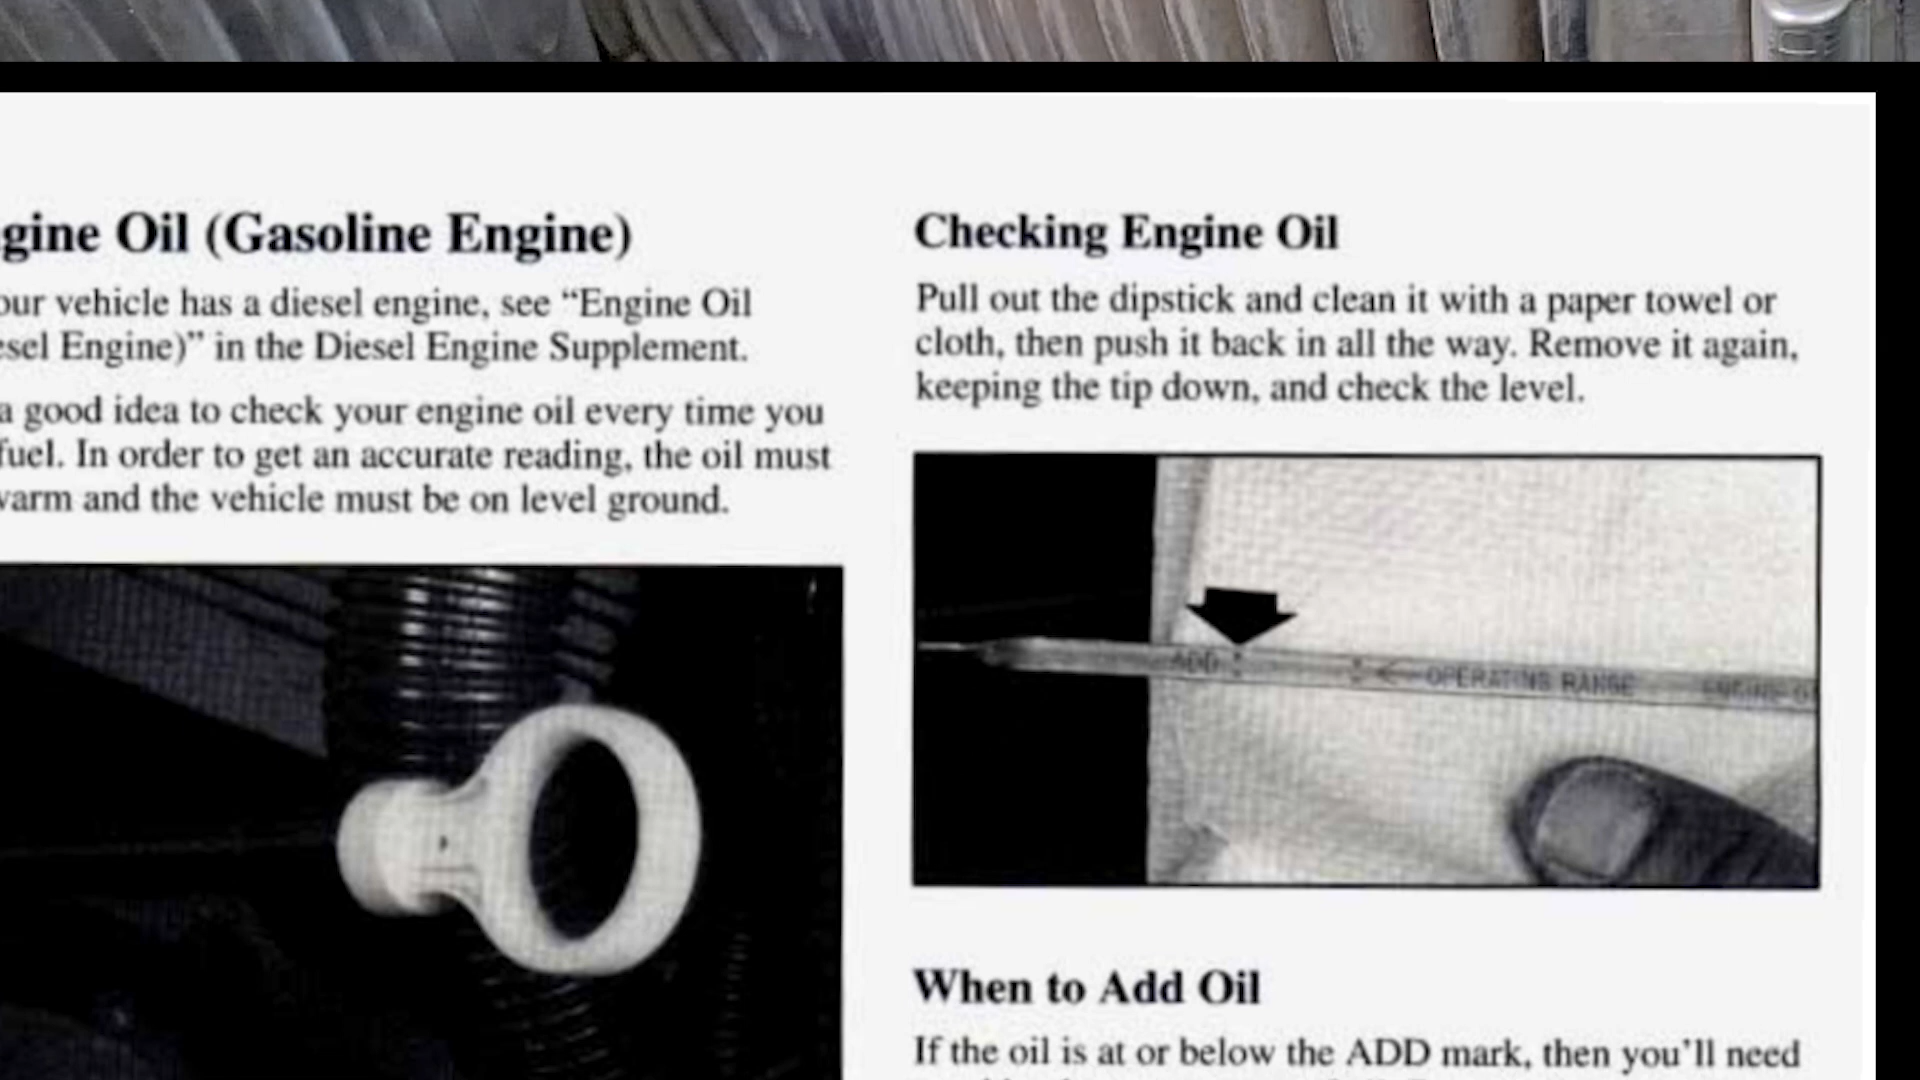 gine Oil (Gasoline Engine)
our vehicle has a diesel engine, see “Engine Oil
esel Engine)” in the Diesel Engine Supplement.
a good idea to check your engine oil every time you
fuel. In order to get an accurate reading, the oil must
warm and the vehicle must be on level ground.
Checking Engine Oil
Pull out the dipstick and clean it with a paper towel or
cloth, then push it back in all the way. Remove it again,
keeping the tip down, and check the level.
ADD
OPERATING RANGE
When to Add Oil
If the oil is at or below the ADD mark, then you’ll need